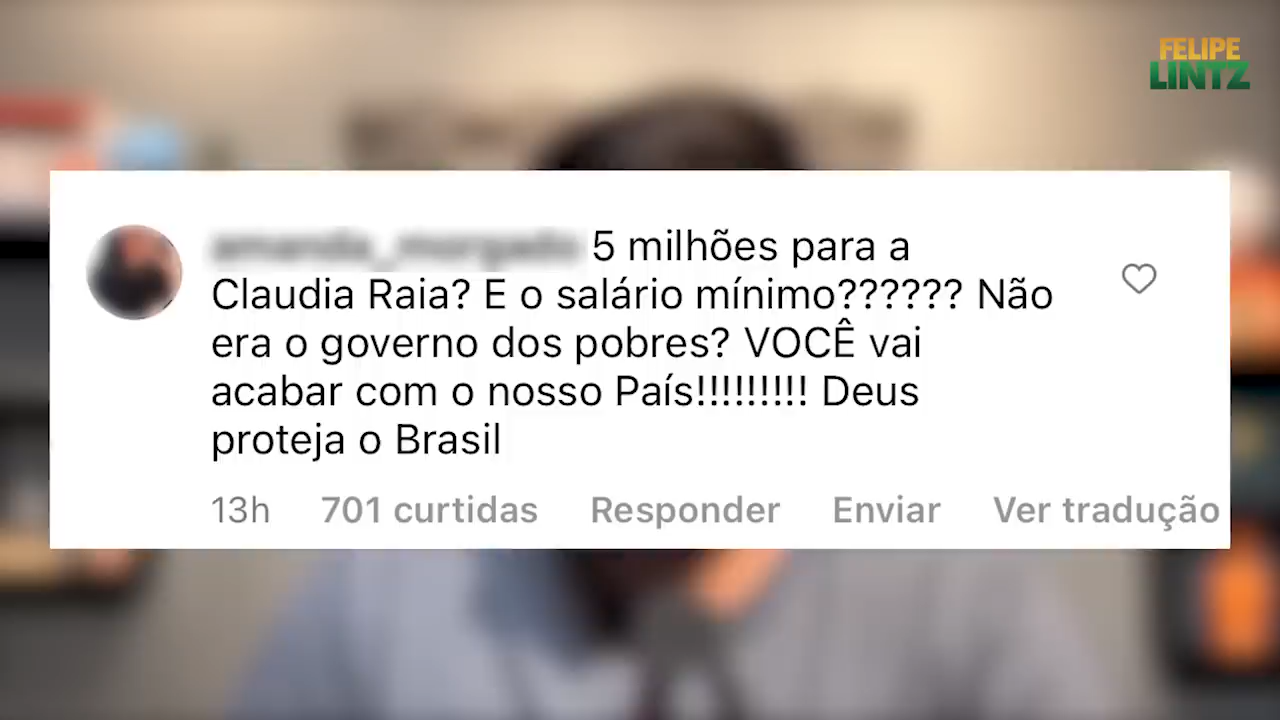 FELIPE
LINTZ
5 milhões para a
Claudia Raia? E o salário mínimo?????? Não
era o governo dos pobres? VOCÊ vai
acabar com o nosso País!!!!!!!!! Deus
proteja o Brasil
13h 701 curtidas Responder Enviar Ver tradução